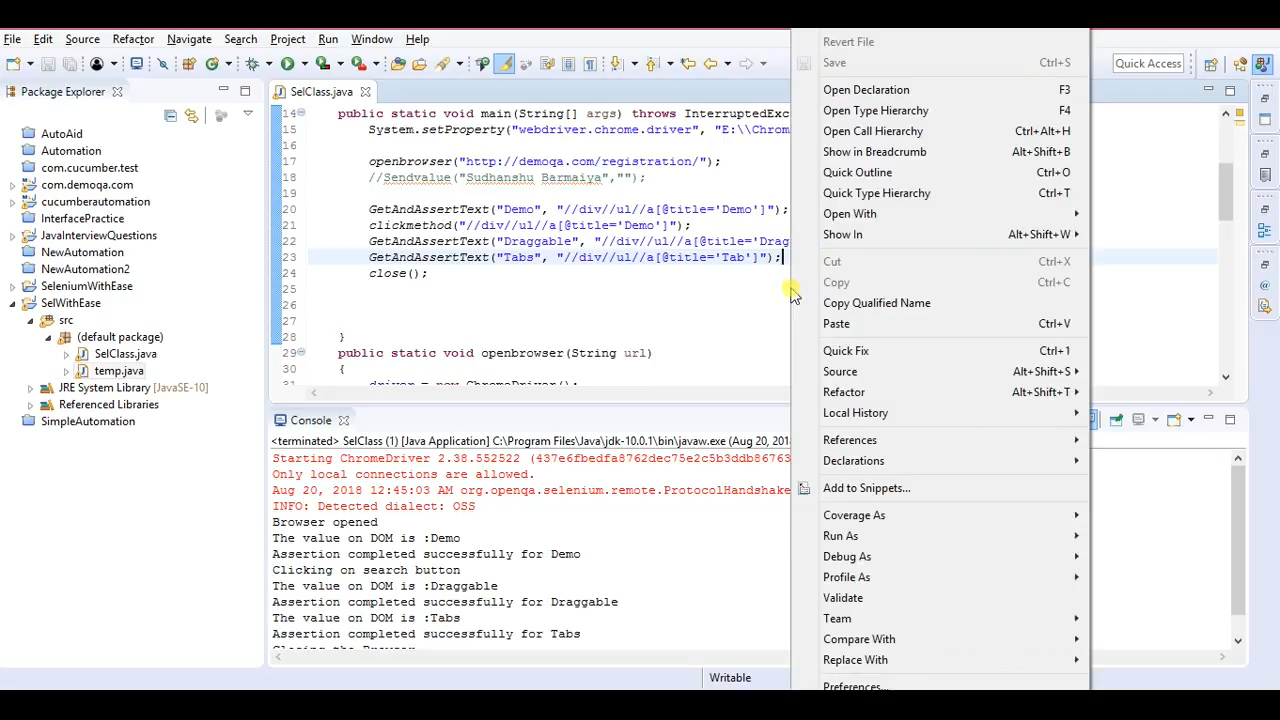 File Edit Source Refactor Navigate Search Project Run Window Help
Quick Access
Package Explorer
AutoAid
Automation
com.cucumber.test
com.demoqa.com
cucumberautomation
InterfacePractice
JavaInterviewQuestions
NewAutomation
NewAutomation2
SeleniumWithEase
SelWithEase
src
(default package)
SelClass.java
temp.java
JRE System Library [JavaSE-10]
Referenced Libraries
SimpleAutomation
SelClass.java
14 public static void main(String[] args) throws InterruptedExc
15 System.setProperty("webdriver.chrome.driver", "E:\\Chrom
16
17 openbrowser("http://demoqa.com/registration/");
18 //Sendvalue("Sudhanshu Barmaiya","");
19
20 GetAndAssertText("Demo", "//div//ul//a[@title='Demo']");
21 clickmethod("//div//ul//a[@title='Demo']");
22 GetAndAssertText("Draggable", "//div//ul//a[@title='Drag
23 GetAndAssertText("Tabs", "//div//ul//a[@title='Tab']");
24 close();
25
26
27
28 }
29 public static void openbrowser(String url)
30 {
31 driver = new ChromeDriver();
Console
<terminated> SelClass (1) [Java Application] C:\Program Files\Java\jdk-10.0.1\bin\javaw.exe (Aug 20, 2018
Starting ChromeDriver 2.38.552522 (437e6fbedfa8762dec75e2c5b3ddb86763
Only local connections are allowed.
Aug 20, 2018 12:45:03 AM org.openqa.selenium.remote.ProtocolHandshake
INFO: Detected dialect: OSS
Browser opened
The value on DOM is :Demo
Assertion completed successfully for Demo
Clicking on search button
The value on DOM is :Draggable
Assertion completed successfully for Draggable
The value on DOM is :Tabs
Assertion completed successfully for Tabs
Closing the Browser
Writable
Revert File
Save Ctrl+S
Open Declaration F3
Open Type Hierarchy F4
Open Call Hierarchy Ctrl+Alt+H
Show in Breadcrumb Alt+Shift+B
Quick Outline Ctrl+O
Quick Type Hierarchy Ctrl+T
Open With
Show In Alt+Shift+W
Cut Ctrl+X
Copy Ctrl+C
Copy Qualified Name
Paste Ctrl+V
Quick Fix Ctrl+1
Source Alt+Shift+S
Refactor Alt+Shift+T
Local History
References
Declarations
Add to Snippets...
Coverage As
Run As
Debug As
Profile As
Validate
Team
Compare With
Replace With
Preferences...